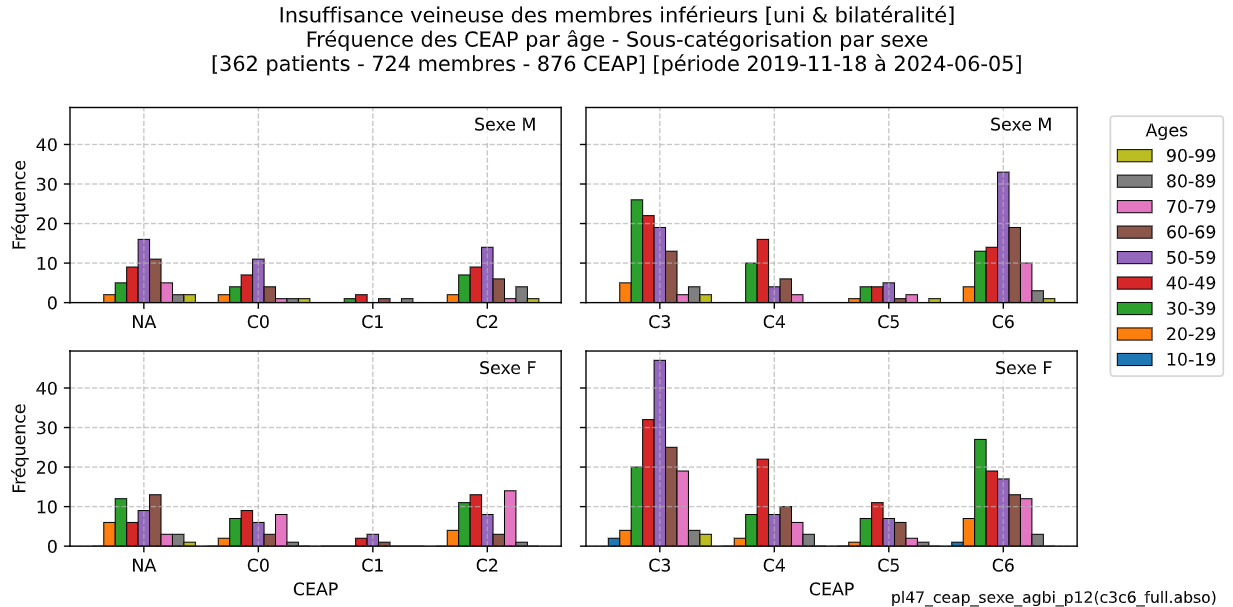 Insuffisance veineuse des membres inférieurs [uni & bilatéralité]
Fréquence des CEAP par âge - Sous-catégorisation par sexe
[362 patients - 724 membres - 876 CEAP] [période 2019-11-18 à 2024-06-05]
Sexe M
Fréquence
40
30
20
10
0
NA C0 C1 C2
Sexe M
C3 C4 C5 C6
Ages
90-99
80-89
70-79
60-69
50-59
40-49
30-39
20-29
10-19
Sexe F
Fréquence
40
30
20
10
0
NA C0 C1 C2
CEAP
Sexe F
C3 C4 C5 C6
CEAP
pl47_ceap_sexe_agbi_p12(c3c6_full.abso)